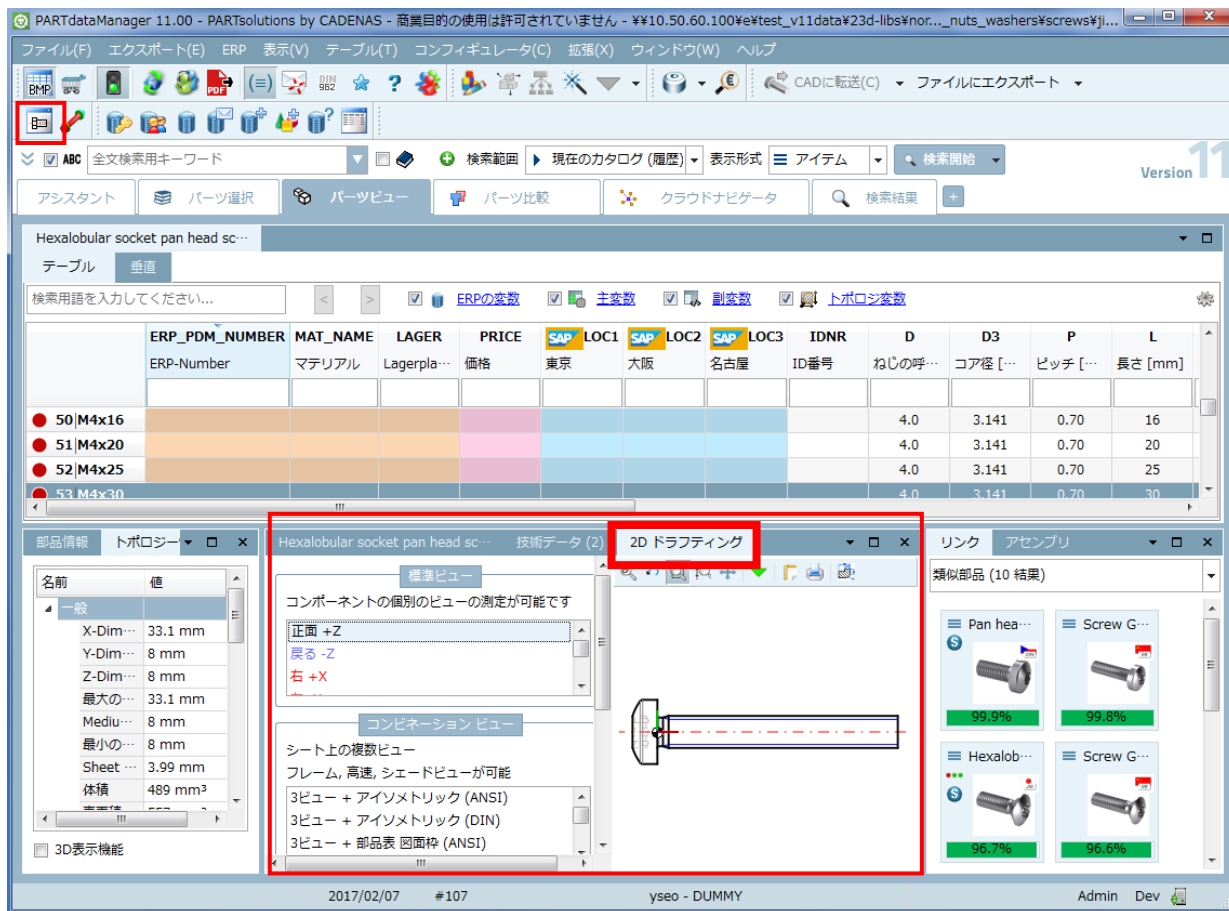 PARTdataManager 11.00 - PARTsolutions by CADENAS - 商業目的の使用は許可されていません - ¥¥10.50.60.100¥e¥test_v11data¥23d-libs¥nor..._nuts_washers¥screws¥ji...
ファイル(F) エクスポート(E) ERP 表示(V) テーブル(T) コンフィギュレータ(C) 拡張(X) ウィンドウ(W) ヘルプ
BMP PDF (=) DIN 962 ? CADに転送(C) ファイルにエクスポート
ABC 全文検索用キーワード 検索範囲 現在のカタログ (履歴) 表示形式 アイテム 検索開始
Version 11
アシスタント パーツ選択 パーツビュー パーツ比較 クラウドナビゲータ 検索結果 +
Hexalobular socket pan head sc…
テーブル 垂直
検索用語を入力してください... < > ERPの変数 主変数 副変数 トポロジ変数
ERP_PDM_NUMBER MAT_NAME LAGER PRICE SAP LOC1 SAP LOC2 SAP LOC3 IDNR D D3 P L
ERP-Number マテリアル Lagerpla… 価格 東京 大阪 名古屋 ID番号 ねじの呼… コア径 [… ピッチ [… 長さ [mm]
50|M4x16 4.0 3.141 0.70 16
51|M4x20 4.0 3.141 0.70 20
52|M4x25 4.0 3.141 0.70 25
53|M4x30 4.0 3.141 0.70 30
部品情報 トポロジー
名前 値
一般
X-Dim… 33.1 mm
Y-Dim… 8 mm
Z-Dim… 8 mm
最大の… 33.1 mm
Mediu… 8 mm
最小の… 8 mm
Sheet … 3.99 mm
体積 489 mm³
3D表示機能
Hexalobular socket pan head sc… 技術データ (2) 2D ドラフティング
標準ビュー
コンポーネントの個別のビューの測定が可能です
正面 +Z
戻る -Z
右 +X
コンビネーション ビュー
シート上の複数ビュー
フレーム, 高速, シェードビューが可能
3ビュー + アイソメトリック (ANSI)
3ビュー + アイソメトリック (DIN)
3ビュー + 部品表 図面枠 (ANSI)
リンク アセンブリ
類似部品 (10 結果)
Pan hea… Screw G…
S
99.9% 99.8%
Hexalob… Screw G…
S
96.7% 96.6%
2017/02/07 #107 yseo - DUMMY Admin Dev